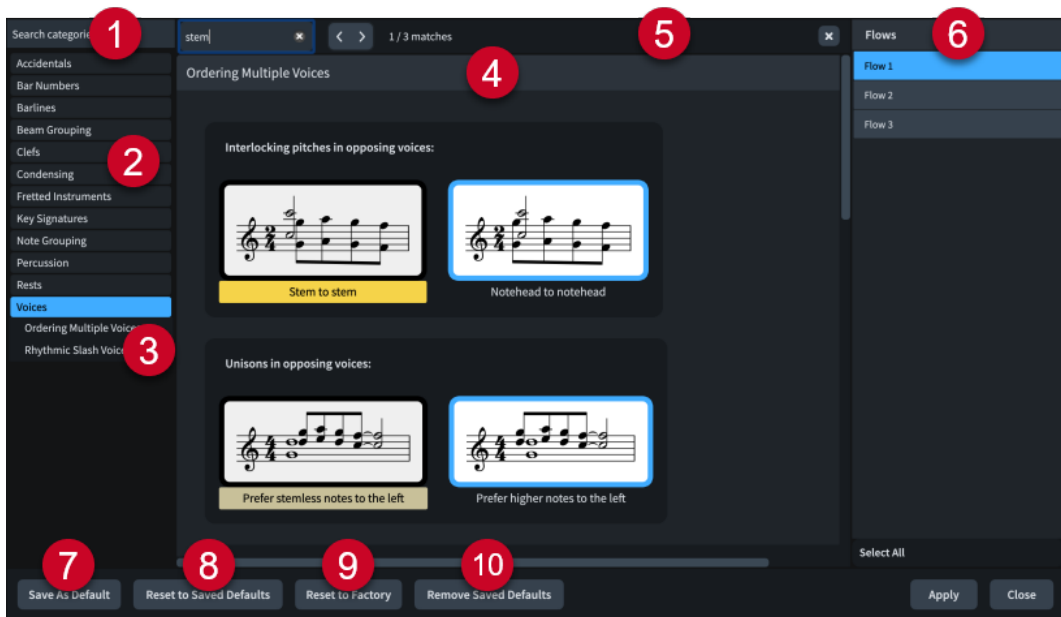 Search categorie
1
stem
1 / 3 matches
5
Flows
6
Accidentals
Bar Numbers
Barlines
Beam Grouping
Clefs
2
Condensing
Fretted Instruments
Key Signatures
Note Grouping
Percussion
Rests
Voices
Ordering Multiple Voices
Rhythmic Slash Voice
3
Ordering Multiple Voices
4
Interlocking pitches in opposing voices:
Stem to stem
Notehead to notehead
Unisons in opposing voices:
Prefer stemless notes to the left
Prefer higher notes to the left
Flow 1
Flow 2
Flow 3
Select All
7
8
9
10
Save As Default
Reset to Saved Defaults
Reset to Factory
Remove Saved Defaults
Apply
Close